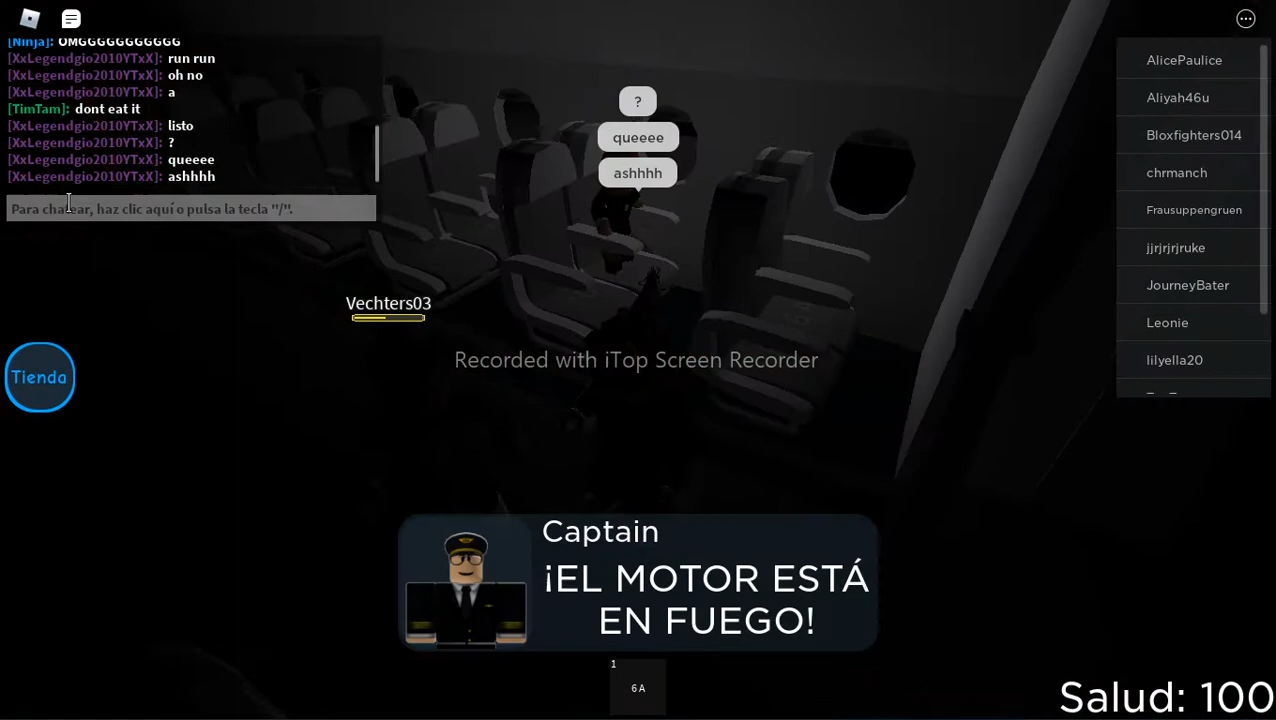 [Ninja]: OMGGGGGGGGGGG
[XxLegendgio2010YTxX]: run run
[XxLegendgio2010YTxX]: oh no
[XxLegendgio2010YTxX]: a
[TimTam]: dont eat it
[XxLegendgio2010YTxX]: listo
[XxLegendgio2010YTxX]: ?
[XxLegendgio2010YTxX]: queeee
[XxLegendgio2010YTxX]: ashhhh
Para chatear, haz clic aquí o pulsa la tecla "/".
?
queeee
ashhhh
AlicePaulice
Aliyah46u
Bloxfighters014
chrmanch
Frausuppengruen
jjrjrjrjruke
JourneyBater
Leonie
lilyella20
Vechters03
Recorded with iTop Screen Recorder
Tienda
Captain
¡EL MOTOR ESTÁ
EN FUEGO!
1
6 A
Salud: 100